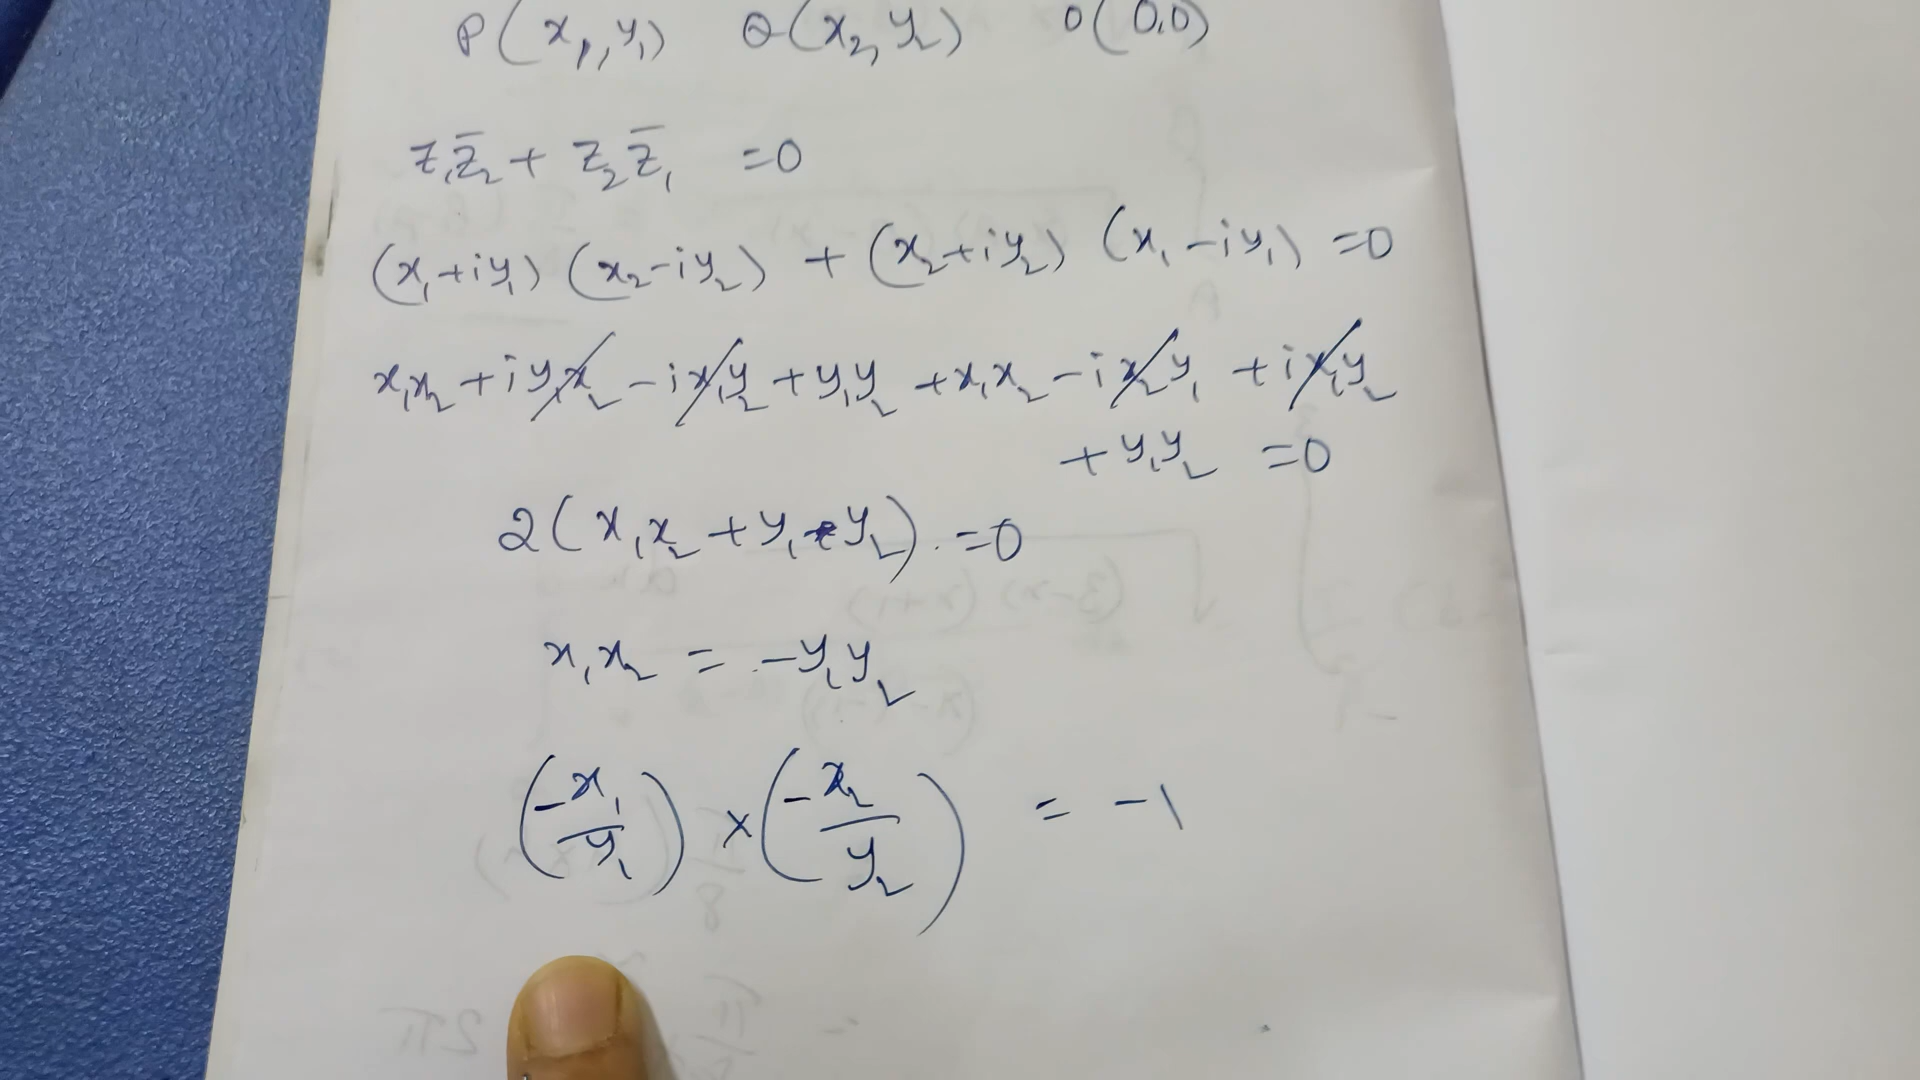 P(x₁, y₁) Q(x₂, y₂) O(0,0)
z₁z̄₂ + z₂z̄₁ = 0
(x₁+iy₁) (x₂-iy₂) + (x₂+iy₂) (x₁-iy₁) = 0
x₁x₂ + iy₁x₂ - ix₁y₂ + y₁y₂ + x₁x₂ - ix₂y₁ + ix₁y₂
+ y₁y₂ = 0
2(x₁x₂ + y₁y₂) = 0
x₁x₂ = -y₁y₂
(-x₁/y₁) × (-x₂/y₂) = -1